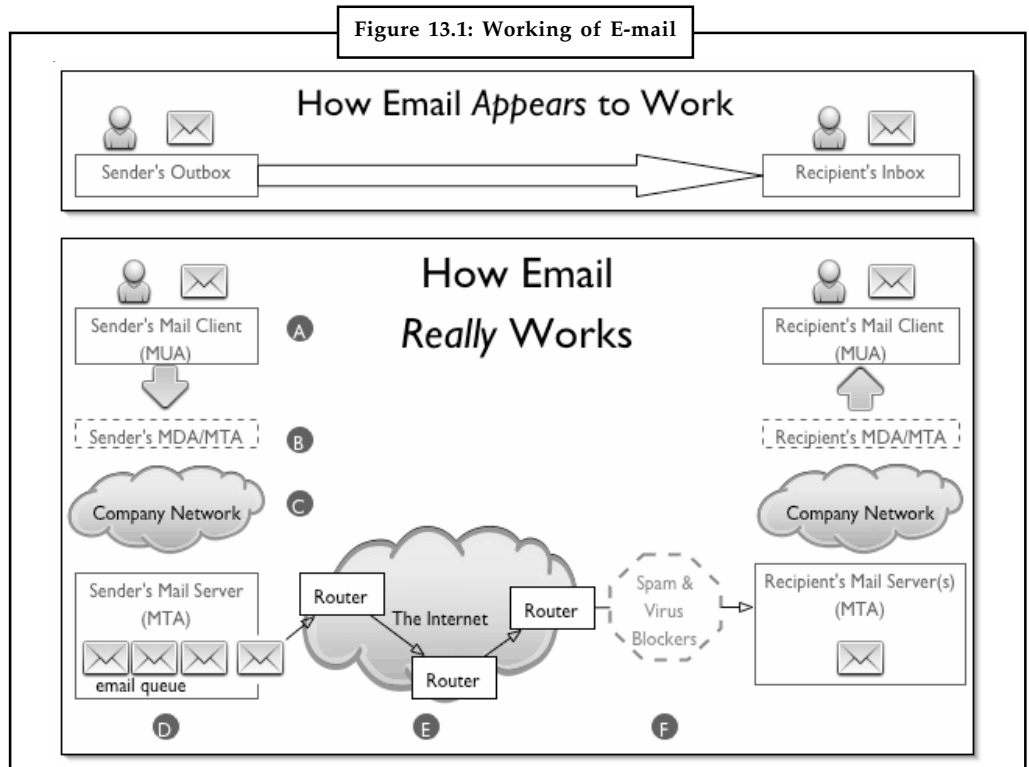 Figure 13.1: Working of E-mail
How Email Appears to Work
Sender's Outbox
Recipient's Inbox
How Email
Really Works
Sender's Mail Client
(MUA)
A
Recipient's Mail Client
(MUA)
Sender's MDA/MTA
B
Recipient's MDA/MTA
Company Network
C
Company Network
Sender's Mail Server
(MTA)
email queue
Router
The Internet
Router
Router
Spam &
Virus
Blockers
Recipient's Mail Server(s)
(MTA)
D
E
F